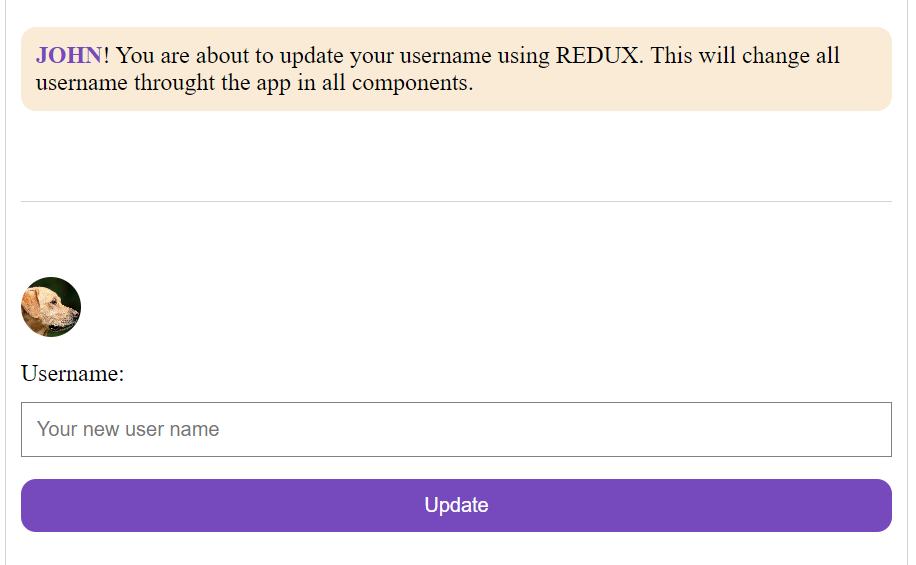 JOHN! You are about to update your username using REDUX. This will change all
username throught the app in all components.
Username:
Your new user name
Update